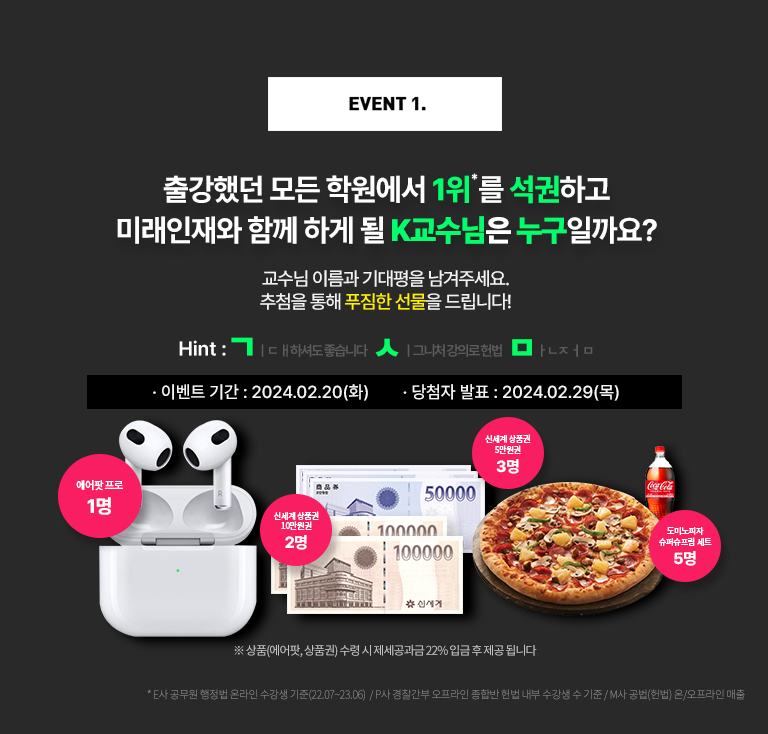 EVENT 1.
출강했던 모든 학원에서 1위*를 석권하고
미래인재와 함께 하게 될 K교수님은 누구일까요?
교수님 이름과 기대평을 남겨주세요.
추첨을 통해 푸짐한 선물을 드립니다!
Hint : ㄱ ㅣㄷㅐ하셔도 좋습니다 ㅅ ㅣ그니처 강의로 헌법 ㅁ ㅏㄴㅈㅓㅁ
· 이벤트 기간 : 2024.02.20(화) · 당첨자 발표 : 2024.02.29(목)
에어팟 프로
1명
신세계 상품권
10만원권
2명
신세계 상품권
5만원권
3명
도미노피자
슈퍼슈프림 세트
5명
商品券
50000
100000
100000
신세계
Coca-Cola
※ 상품(에어팟, 상품권) 수령 시 제세공과금 22% 입금 후 제공 됩니다
* E사 공무원 행정법 온라인 수강생 기준(22.07~23.06) / P사 경찰간부 오프라인 종합반 헌법 내부 수강생 수 기준 / M사 공법(헌법) 온/오프라인 매출